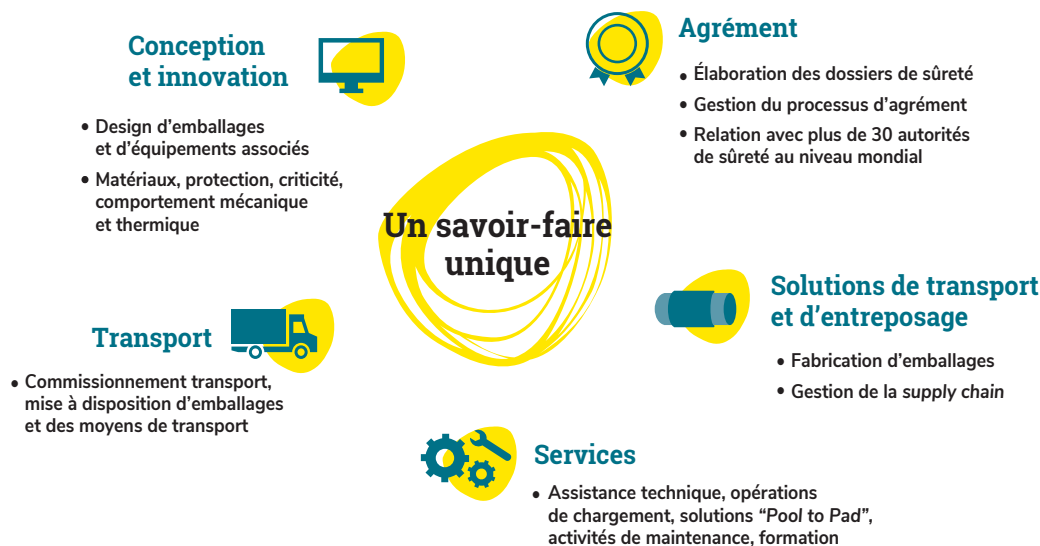 Conception
et innovation
• Design d’emballages
et d’équipements associés
• Matériaux, protection, criticité,
comportement mécanique
et thermique
Agrément
• Élaboration des dossiers de sûreté
• Gestion du processus d’agrément
• Relation avec plus de 30 autorités
de sûreté au niveau mondial
Un savoir-faire
unique
Transport
• Commissionnement transport,
mise à disposition d’emballages
et des moyens de transport
Solutions de transport
et d’entreposage
• Fabrication d’emballages
• Gestion de la supply chain
Services
• Assistance technique, opérations
de chargement, solutions “Pool to Pad”,
activités de maintenance, formation